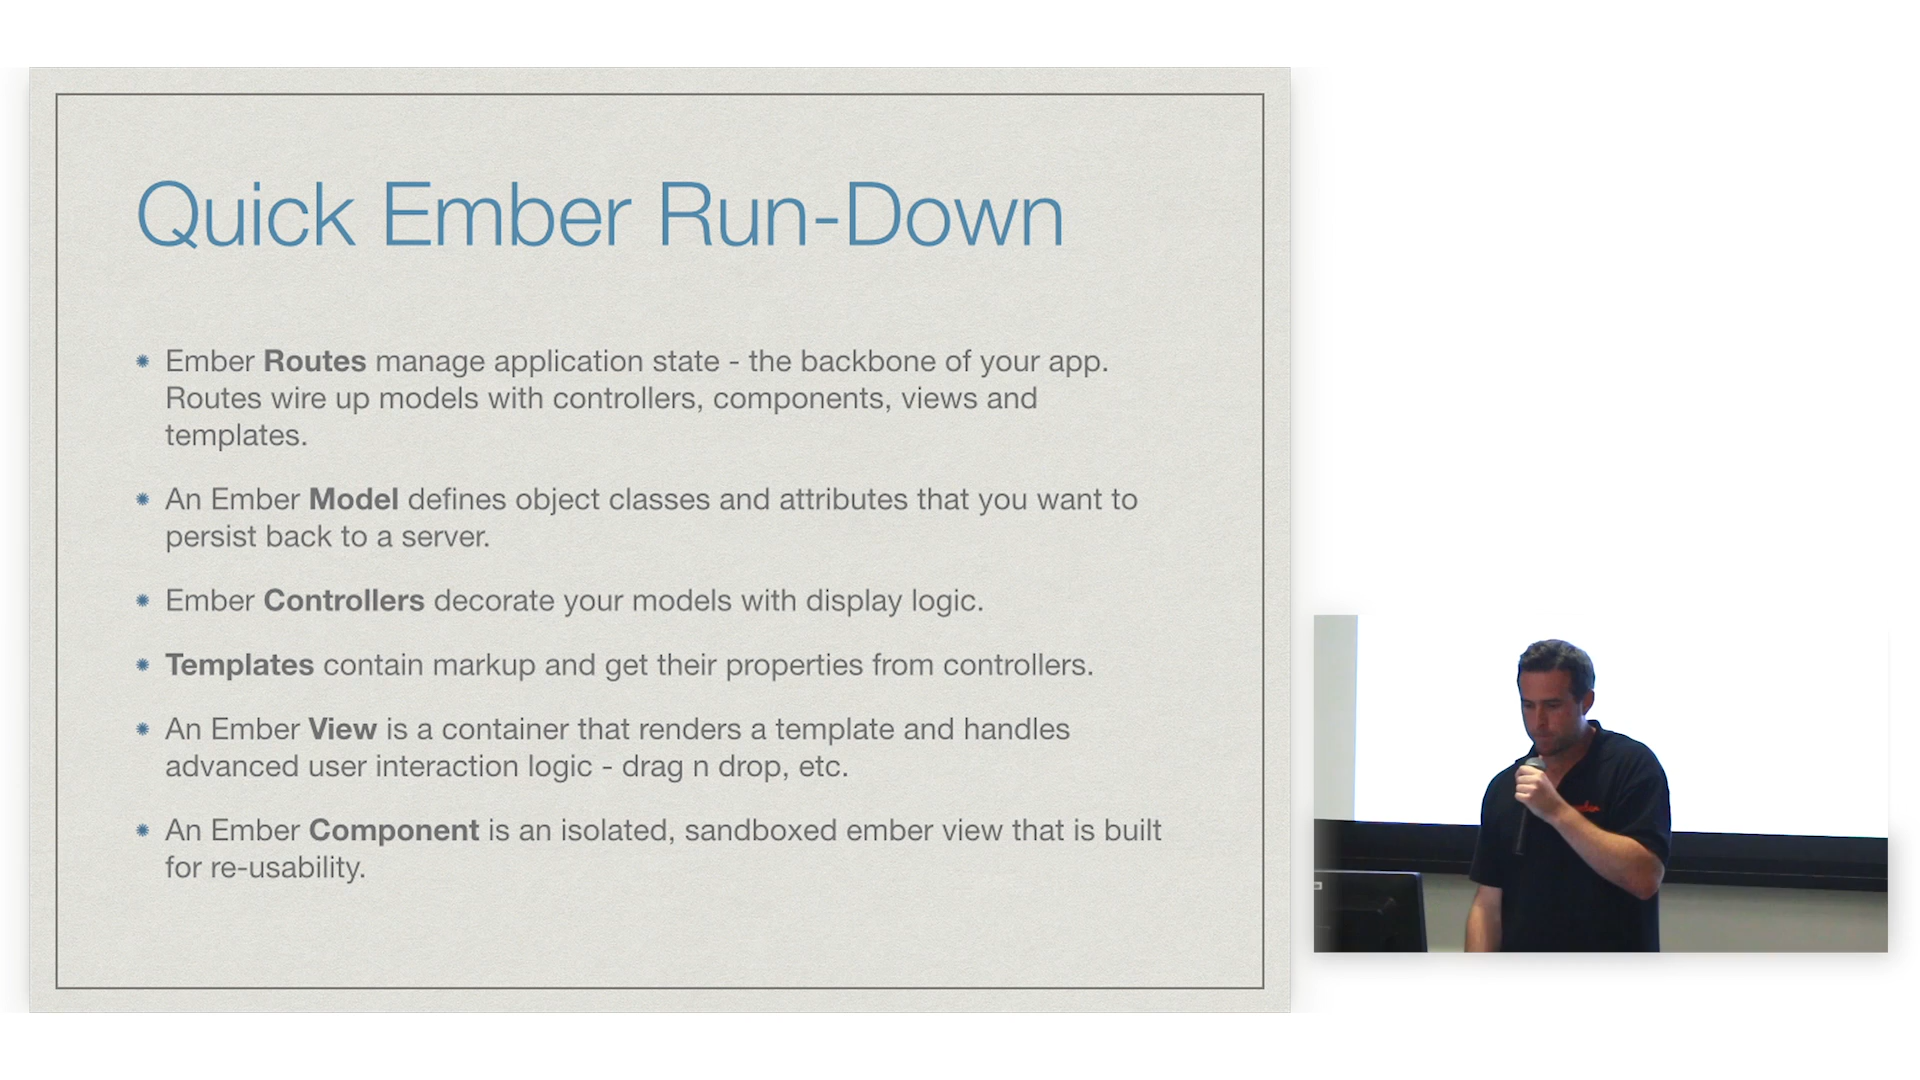 Quick Ember Run-Down
Ember Routes manage application state - the backbone of your app.
Routes wire up models with controllers, components, views and
templates.
An Ember Model defines object classes and attributes that you want to
persist back to a server.
Ember Controllers decorate your models with display logic.
Templates contain markup and get their properties from controllers.
An Ember View is a container that renders a template and handles
advanced user interaction logic - drag n drop, etc.
An Ember Component is an isolated, sandboxed ember view that is built
for re-usability.